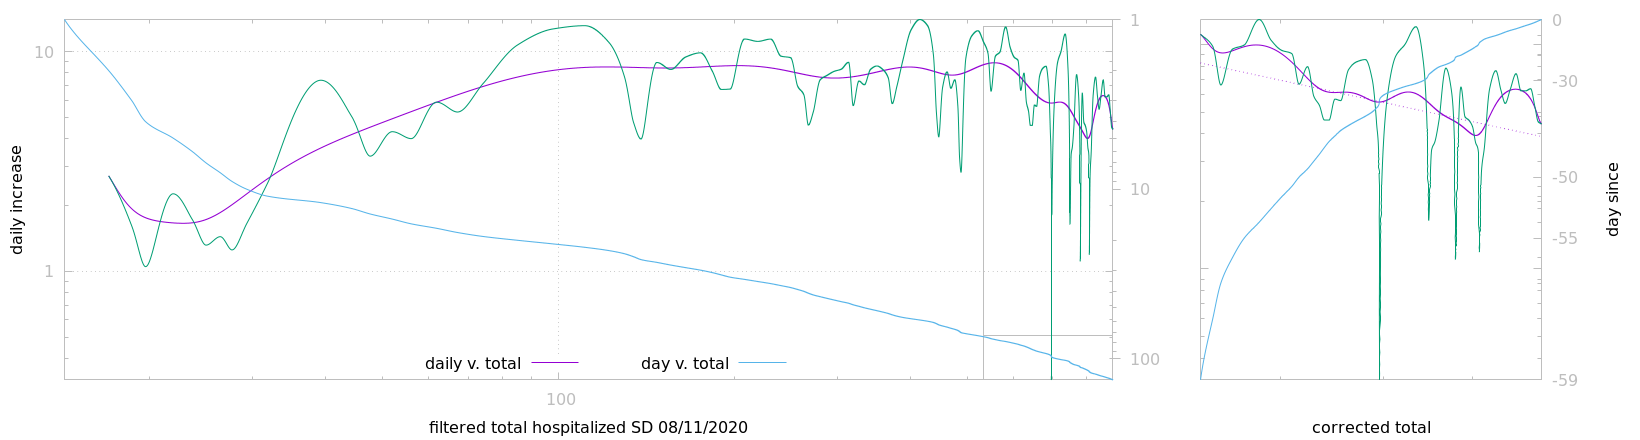 10
1
daily increase
daily v. total
day v. total
100
filtered total hospitalized SD 08/11/2020
1
10
100
0
-30
-50
-55
-59
day since
corrected total